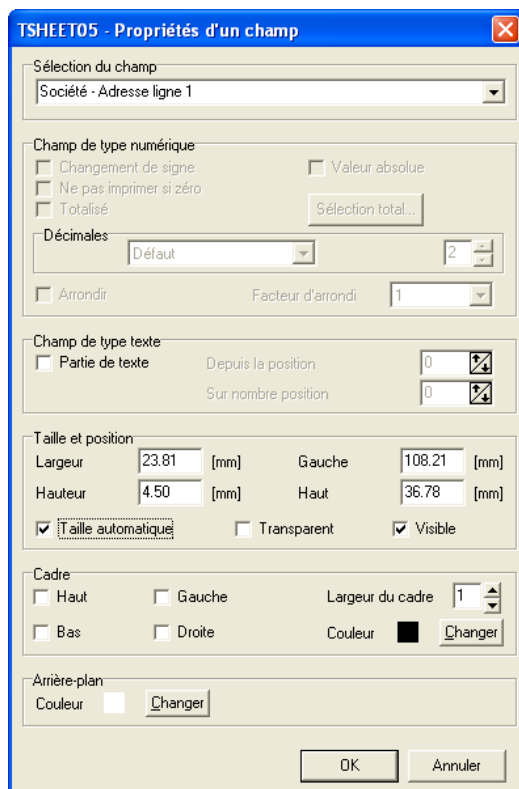 TSHEET05 - Propriétés d'un champ
Sélection du champ
Société - Adresse ligne 1
Champ de type numérique
Changement de signe Valeur absolue
Ne pas imprimer si zéro
Totalisé Sélection total...
Décimales
Défaut 2
Arrondir Facteur d'arrondi 1
Champ de type texte
Partie de texte Depuis la position 0
Sur nombre position 0
Taille et position
Largeur 23.81 [mm] Gauche 108.21 [mm]
Hauteur 4.50 [mm] Haut 36.78 [mm]
Taille automatique Transparent Visible
Cadre
Haut Gauche Largeur du cadre 1
Bas Droite Couleur Changer
Arrière-plan
Couleur Changer
OK Annuler